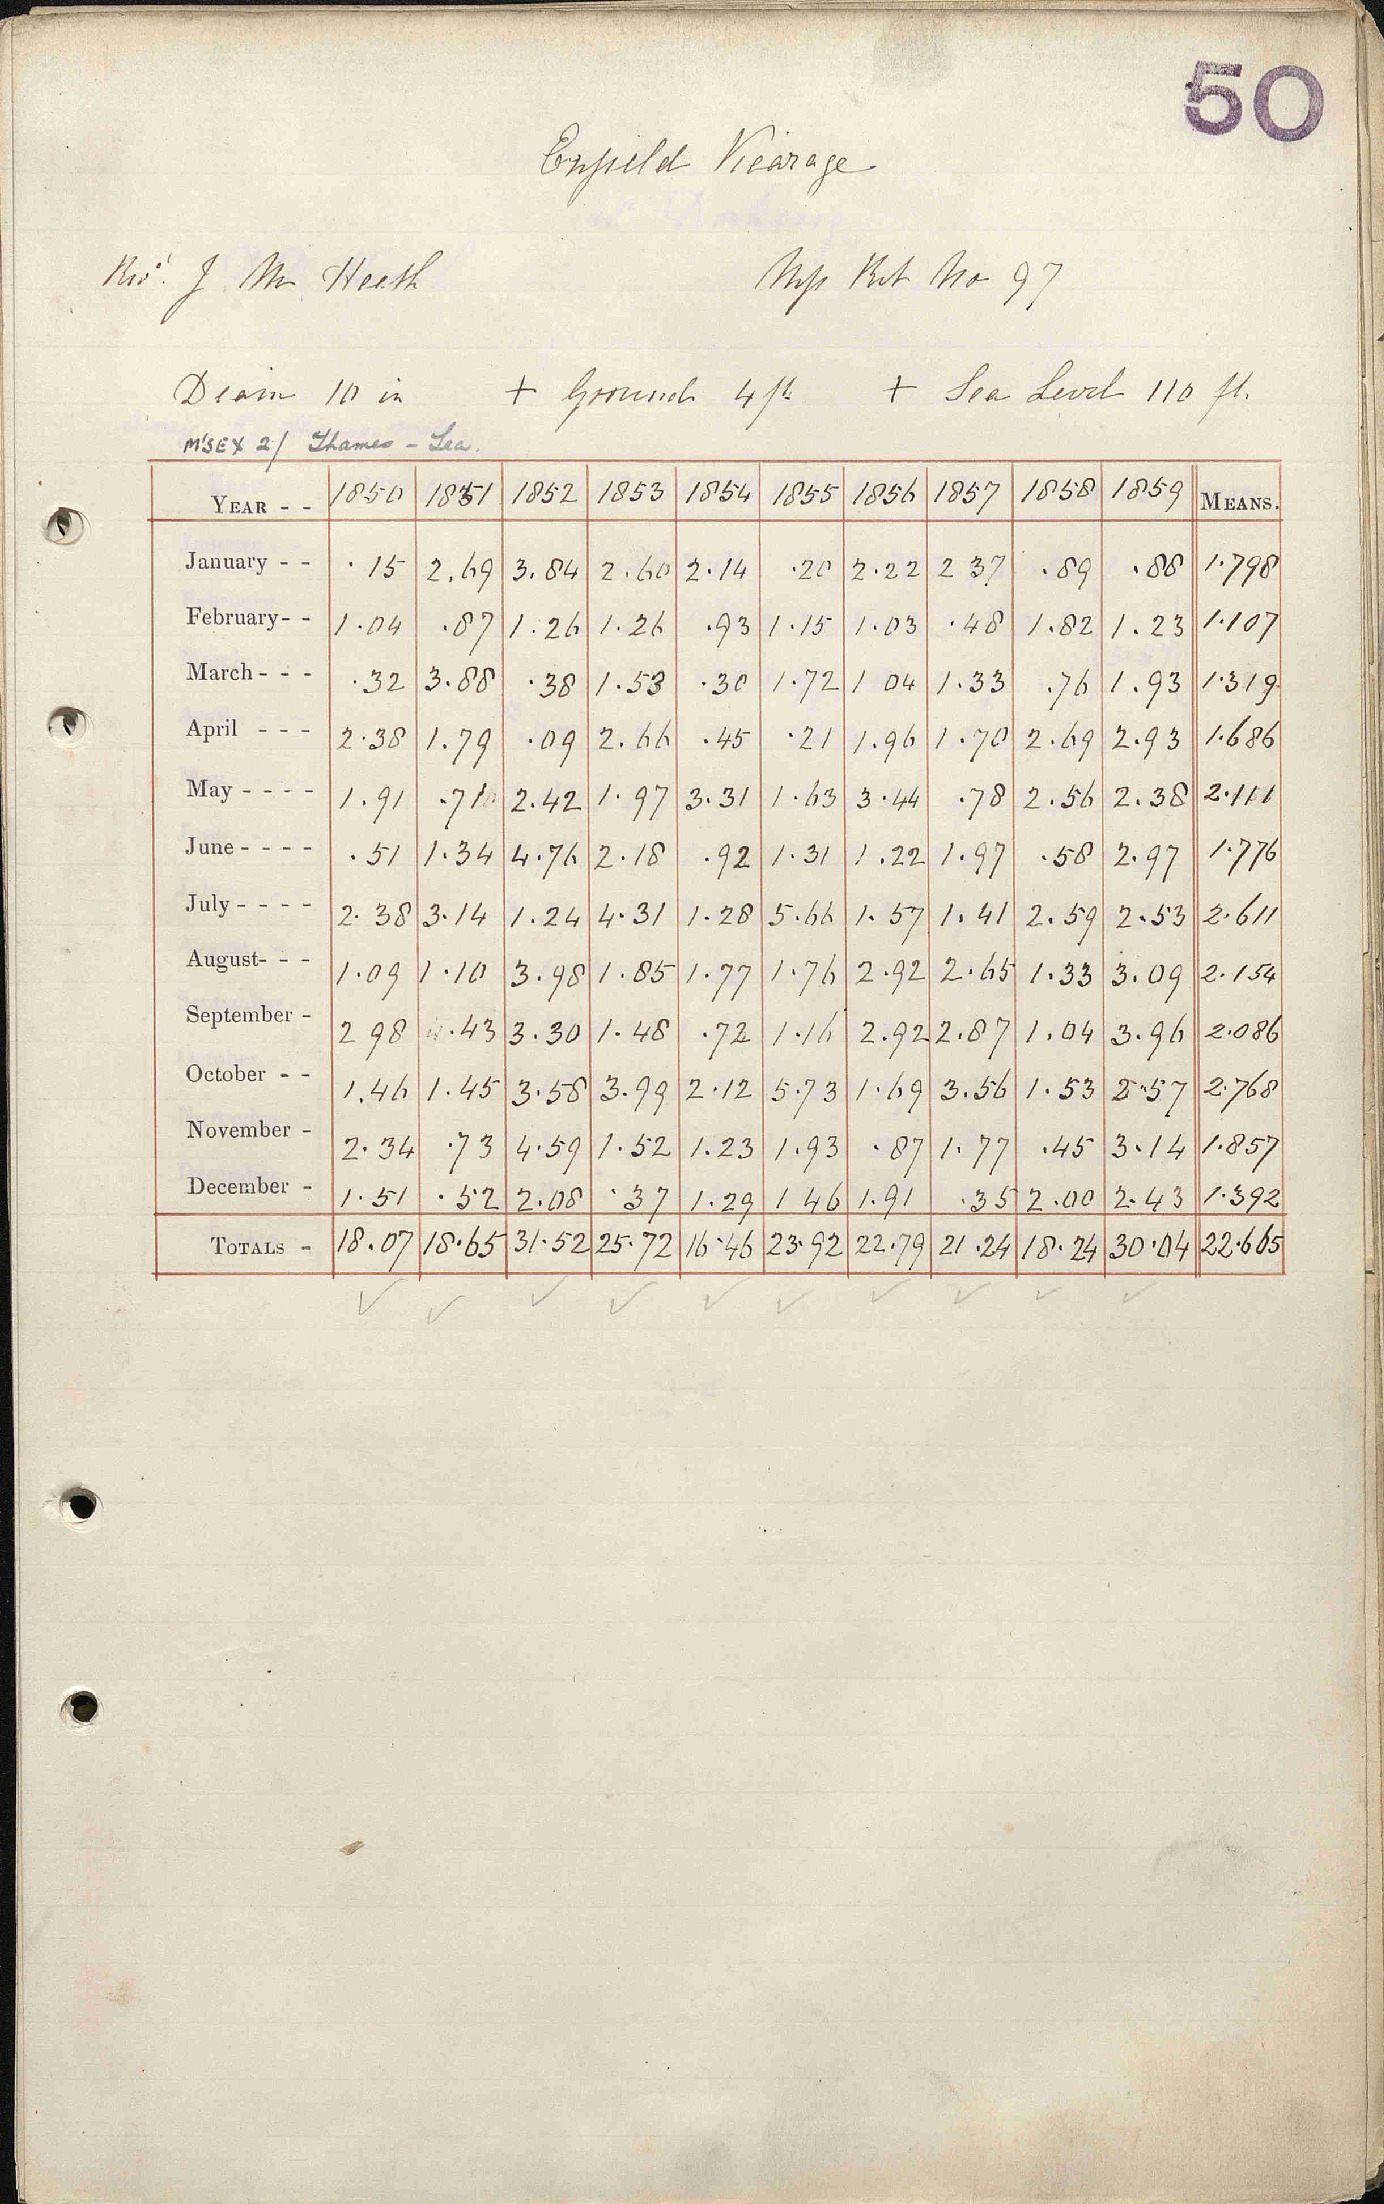 50
Enfield Vicarage
Revd. J M Heath Mss Ret No 97
Diam 10 in + Ground 4 ft + Sea Level 110 ft.
M'SEX 2/ Thames - Lea.
YEAR - - 1850 1851 1852 1853 1854 1855 1856 1857 1858 1859 MEANS.
January - - .15 2.69 3.84 2.60 2.14 .20 2.22 2 37 .89 .88 1.798
February - - 1.04 .87 1.26 1.26 .93 1.15 1.03 .48 1.82 1.23 1.107
March - - - .32 3.88 .38 1.53 .30 1.72 1 04 1.33 .76 1.93 1.319
April - - - 2.38 1.79 .09 2.66 .45 .21 1.96 1.70 2.69 2.93 1.686
May - - - - 1.91 .71 2.42 1.97 3.31 1.63 3.44 .78 2.56 2.38 2.111
June - - - - .51 1.34 4.76 2.18 .92 1.31 1.22 1.97 .58 2.97 1.776
July - - - - 2.38 3.14 1.24 4.31 1.28 5.66 1.57 1.41 2.59 2.53 2.611
August - - - 1.09 1.10 3.98 1.85 1.77 1.76 2.92 2.65 1.33 3.09 2.154
September - 2 98 .43 3.30 1.48 .72 1.16 2.92 2.87 1.04 3.96 2.086
October - - 1.46 1.45 3.58 3.99 2.12 5.73 1.69 3.56 1.53 2.57 2.768
November - 2.34 .73 4.59 1.52 1.23 1.93 .87 1.77 .45 3.14 1.857
December - 1.51 .52 2.08 .37 1.29 1 46 1.91 .35 2.00 2.43 1.392
TOTALS - 18.07 18.65 31.52 25.72 16.46 23.92 22.79 21.24 18.24 30.04 22.665